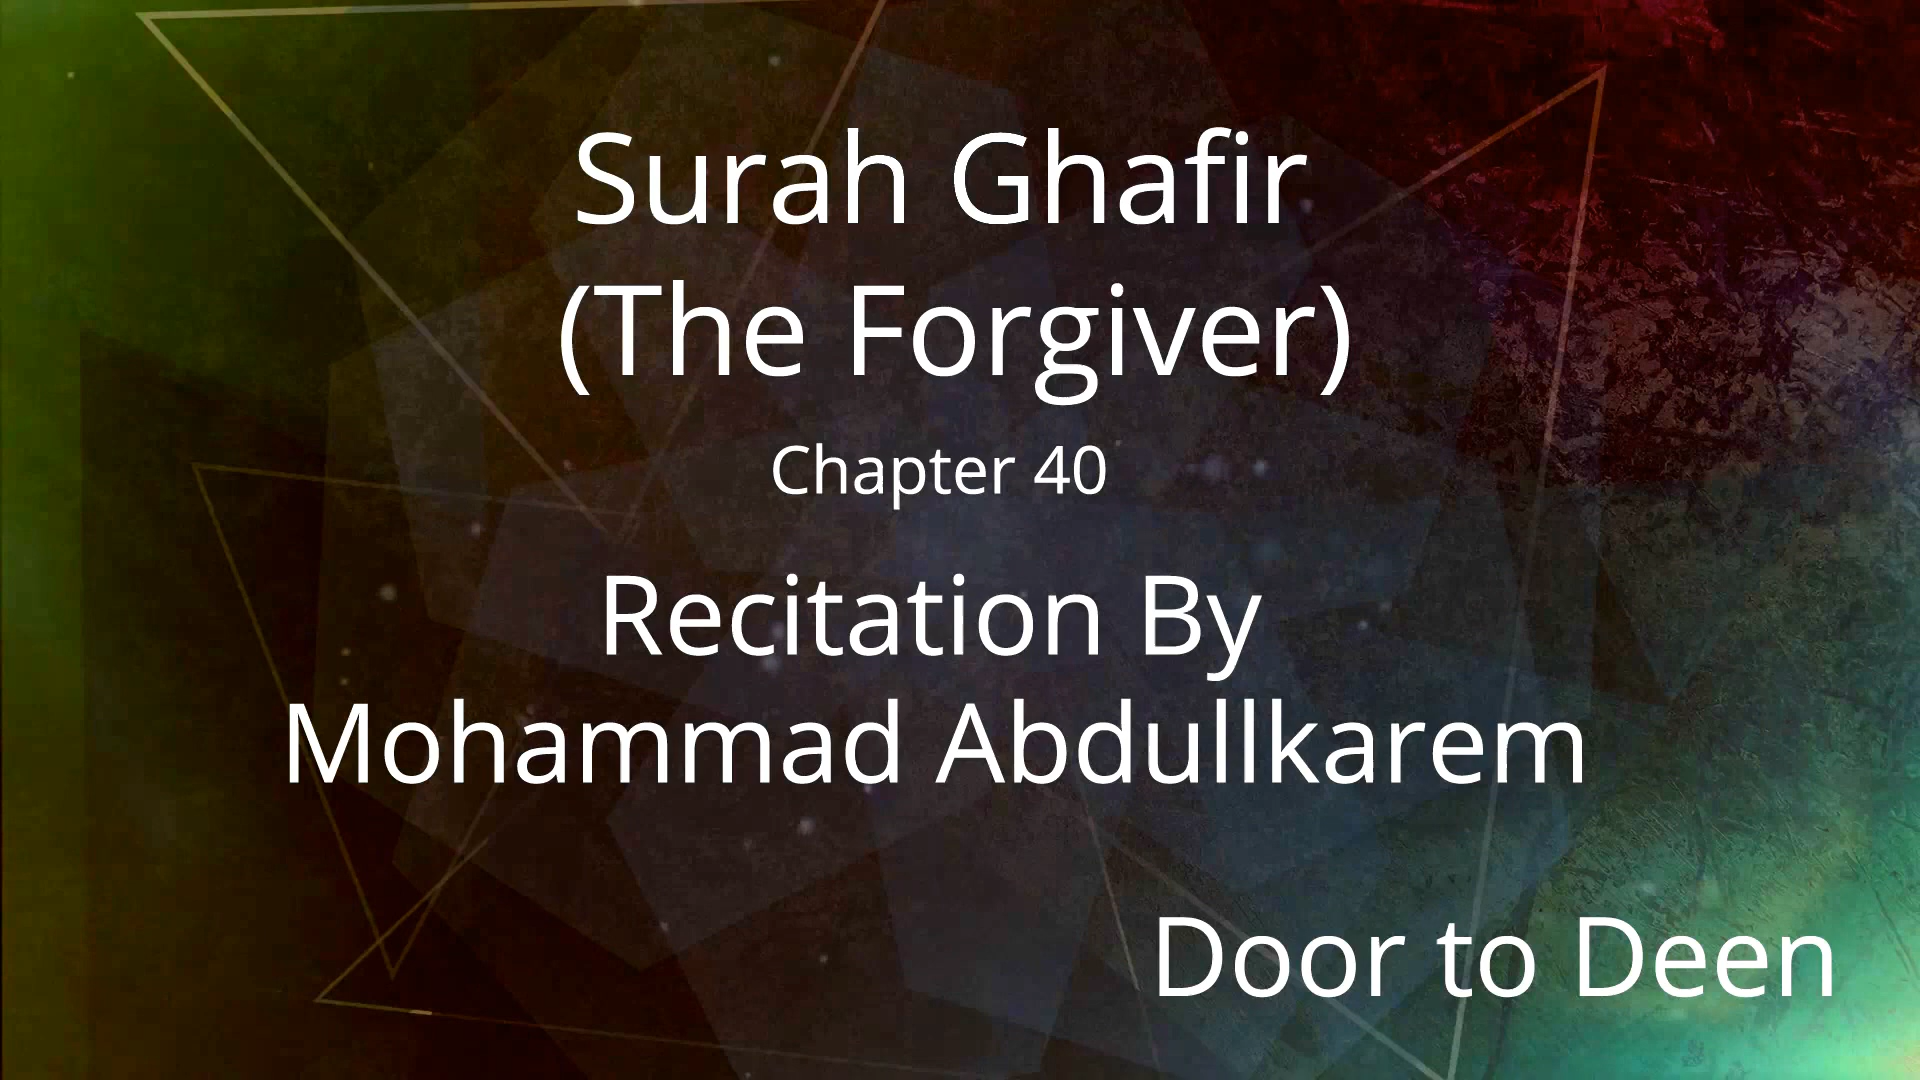 Surah Ghafir
(The Forgiver)
Chapter 40
Recitation By
Mohammad Abdullkarem
Door to Deen